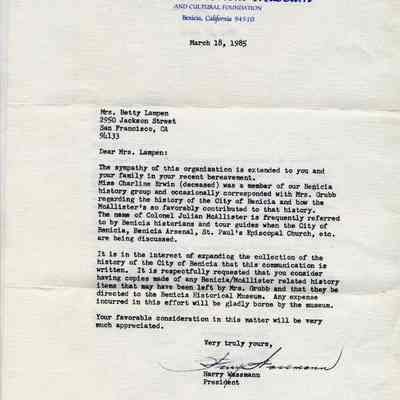 Museum
AND CULTURAL FOUNDATION
Benicia, California 94510
March 18, 1985
Mrs. Betty Lampen
2950 Jackson Street
San Francisco, CA
94133
Dear Mrs. Lampen:
The sympathy of this organization is extended to you and
your family in your recent bereavement.
Miss Charline Erwin (deceased) was a member of our Benicia
history group and occasionally corresponded with Mrs. Grubb
regarding the history of the City of Benicia and how the
McAllister's so favorably contributed to that history.
The name of Colonel Julian McAllister is frequently referred
to by Benicia historians and tour guides when the City of
Benicia, Benicia Arsenal, St. Paul's Episcopal Church, etc.
are being discussed.
It is in the interest of expanding the collection of the
history of the City of Benicia that this communication is
written. It is respectfully requested that you consider
having copies made of any Benicia/McAllister related history
items that may have been left by Mrs. Grubb and that they be
directed to the Benicia Historical Museum. Any expense
incurred in this effort will be gladly borne by the museum.
Your favorable consideration in this matter will be very
much appreciated.
Very truly yours,
Harry Wassmann
Harry Wassmann
President